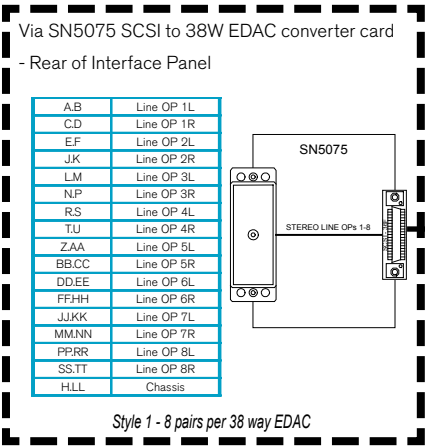 Via SN5075 SCSI to 38W EDAC converter card
- Rear of Interface Panel
A.B Line OP 1L
C.D Line OP 1R
E.F Line OP 2L
J.K Line OP 2R
L.M Line OP 3L
N.P Line OP 3R
R.S Line OP 4L
T.U Line OP 4R
Z.AA Line OP 5L
BB.CC Line OP 5R
DD.EE Line OP 6L
FF.HH Line OP 6R
JJ.KK Line OP 7L
MM.NN Line OP 7R
PP.RR Line OP 8L
SS.TT Line OP 8R
H.LL Chassis
SN5075
STEREO LINE OPs 1-8
Style 1 - 8 pairs per 38 way EDAC